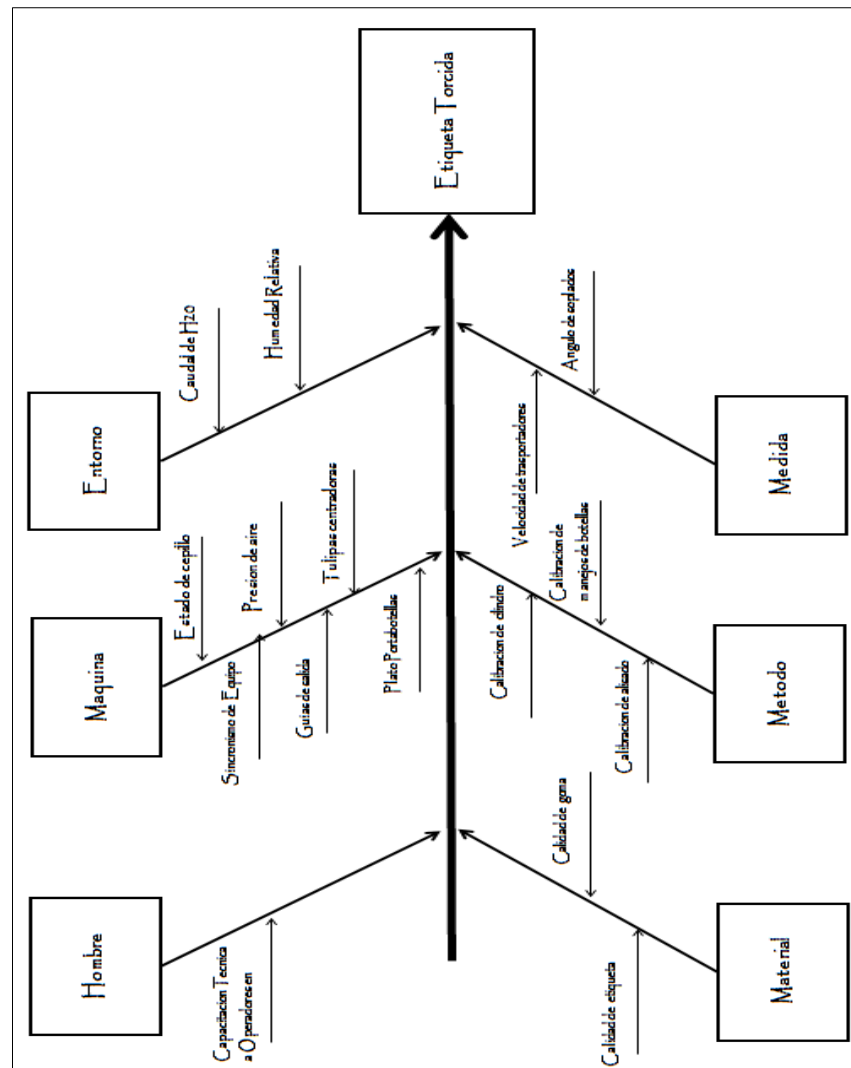 Hombre
Maquina
Entorno
Capacitacion Tecnica
a Operadores en
Estado de cepillo
Sincronismo de Equipo
Presion de aire
Guias de salida
Tulipas centradoras
Plato Portabotellas
Caudal de H2O
Humedad Relativa
Etiqueta Torcida
Calidad de goma
Calidad de etiqueta
Calibracion de cilindro
Calibracion de
manejos de botellas
Calibracion de alisado
Velocidad de trasportadores
Angulo de soplados
Material
Metodo
Medida